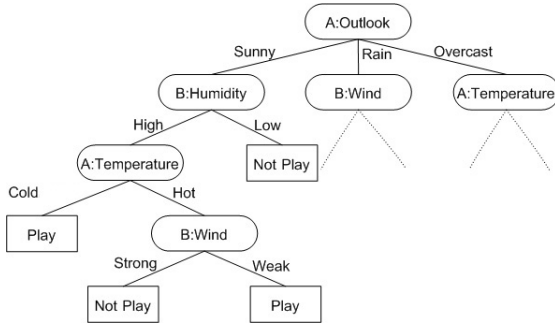 A:Outlook
Sunny
Rain
Overcast
B:Humidity
B:Wind
A:Temperature
High
Low
A:Temperature
Not Play
Cold
Hot
Play
B:Wind
Strong
Weak
Not Play
Play